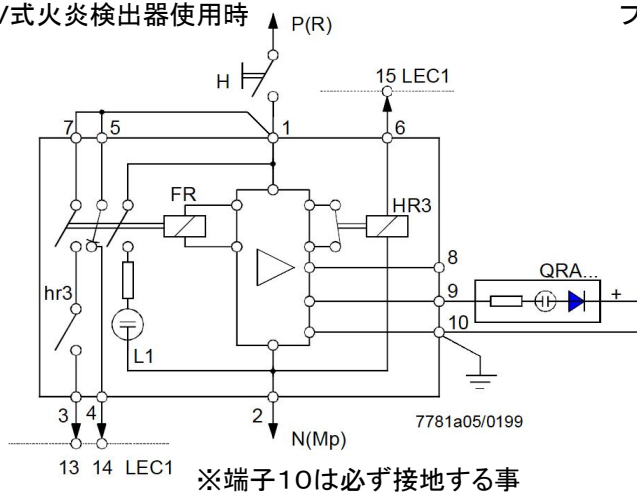 V式火炎検出器使用時
P(R)
フ
H
15 LEC1
7
5
1
6
FR
HR3
8
QRA...
hr3
9
+
10
L1
3
4
2
7781a05/0199
N(Mp)
13 14 LEC1
※端子10は必ず接地する事